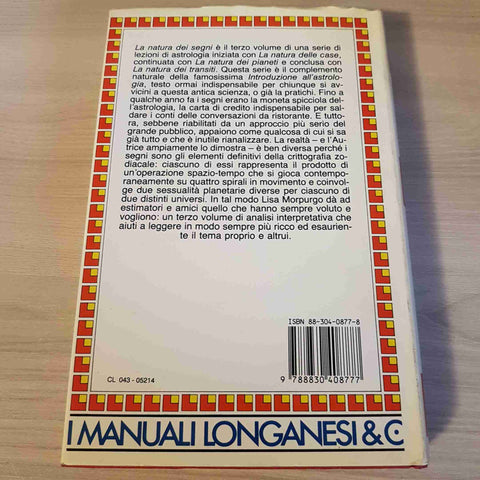 La natura dei segni è il terzo volume di una serie di
lezioni di astrologia iniziata con La natura delle case,
continuata con La natura dei pianeti e conclusa con
La natura dei transiti. Questa serie è il complemento
naturale della famosissima Introduzione all'astrolo-
gia, testo ormai indispensabile per chiunque si av-
vicini a questa antica scienza, o già la pratichi. Fino a
qualche anno fa i segni erano la moneta spicciola del-
l'astrologia, la carta di credito indispensabile per sal-
dare i conti delle conversazioni da ristorante. E tutto-
ra, sebbene riabilitati da un approccio più serio del
grande pubblico, appaiono come qualcosa di cui si sa
già tutto e che è inutile rianalizzare. La realtà – e l'Au-
trice ampiamente lo dimostra – è ben diversa perché i
segni sono gli elementi definitivi della crittografia zo-
diacale: ciascuno di essi rappresenta il prodotto di
un'operazione spazio-tempo che si gioca contempo-
raneamente su quattro spirali in movimento e coinvol-
ge due sessualità planetarie diverse per ciascuno di
due distinti universi. In tal modo Lisa Morpurgo dà ad
estimatori e amici quello che hanno sempre voluto e
vogliono: un terzo volume di analisi interpretativa che
aiuti a leggere in modo sempre più ricco ed esaurien-
te il tema proprio e altrui.
ISBN 88-304-0877-8
9 788830 408777
CL 043 - 05214
I MANUALI LONGANESI & C.